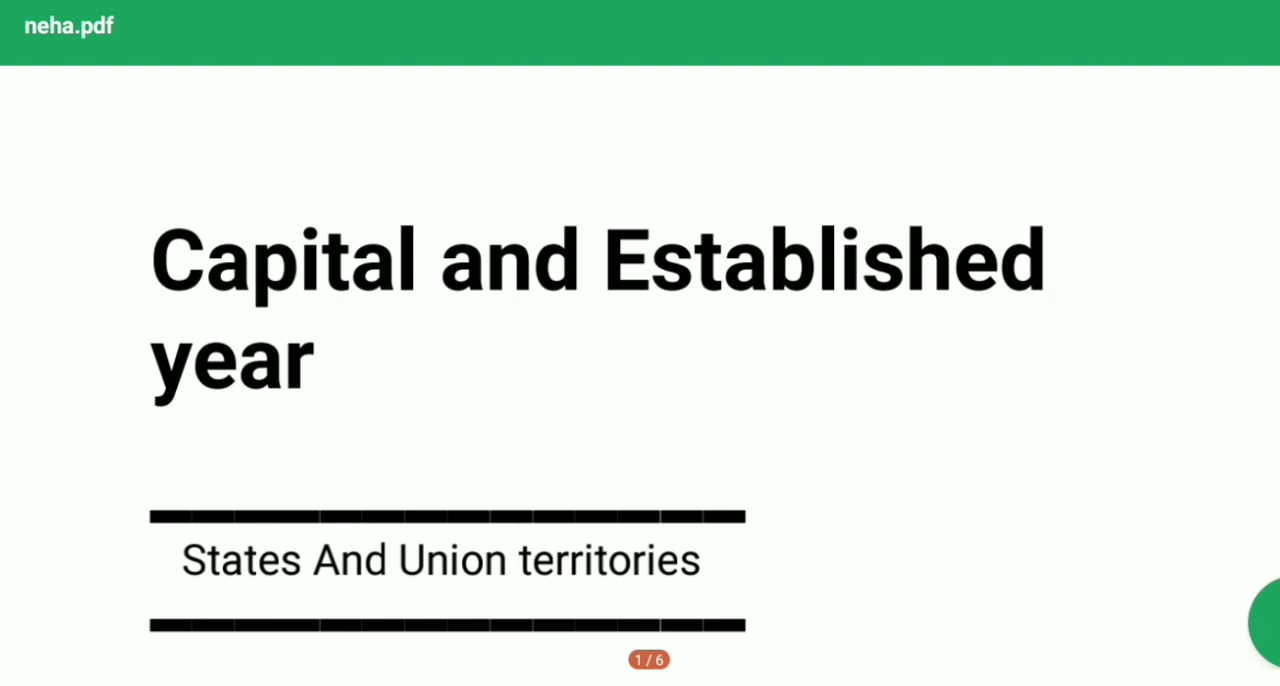 neha.pdf
Capital and Established
year
States And Union territories
1 / 6